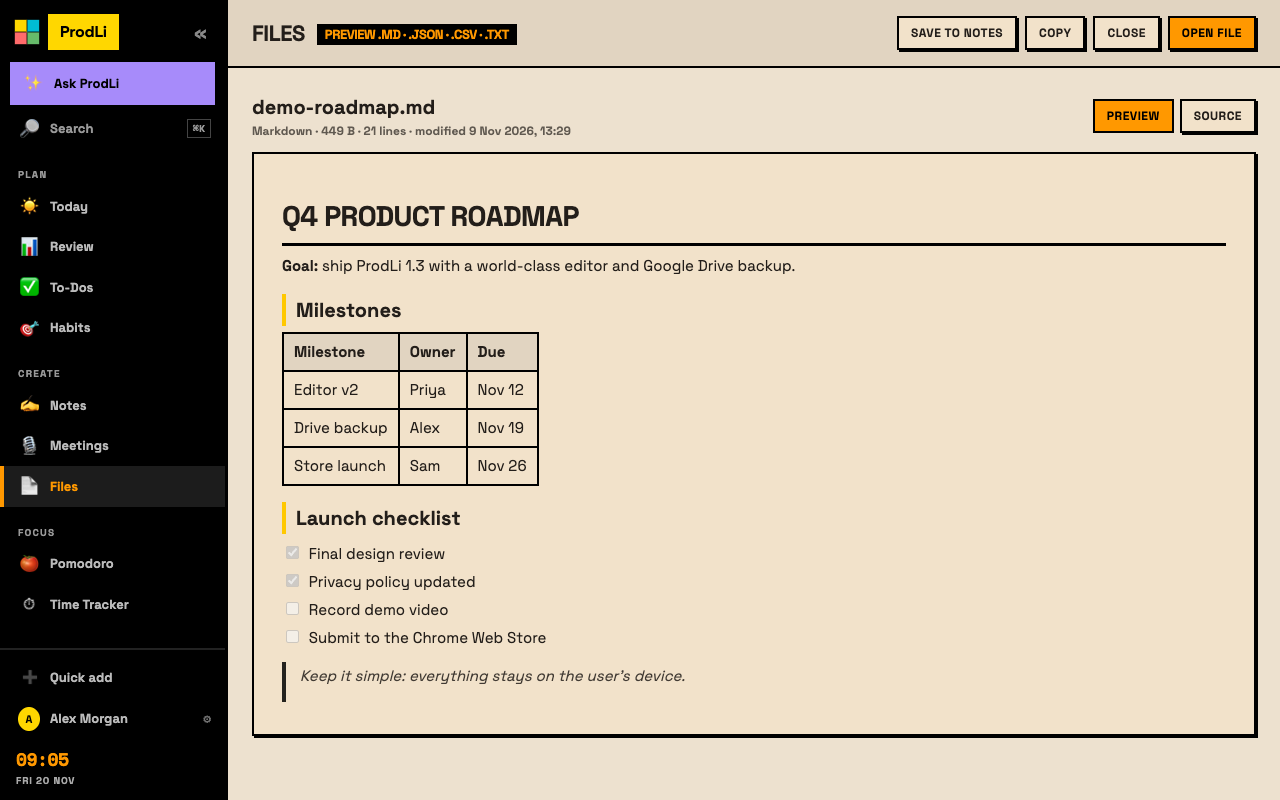 ProdLi
«
Ask ProdLi
Search ⌘K
PLAN
Today
Review
To-Dos
Habits
CREATE
Notes
Meetings
Files
FOCUS
Pomodoro
Time Tracker
Quick add
A Alex Morgan
09:05
FRI 20 NOV
FILES PREVIEW .MD · .JSON · .CSV · .TXT
SAVE TO NOTES COPY CLOSE OPEN FILE
demo-roadmap.md
Markdown · 449 B · 21 lines · modified 9 Nov 2026, 13:29
PREVIEW SOURCE
Q4 PRODUCT ROADMAP
Goal: ship ProdLi 1.3 with a world-class editor and Google Drive backup.
Milestones
Milestone Owner Due
Editor v2 Priya Nov 12
Drive backup Alex Nov 19
Store launch Sam Nov 26
Launch checklist
Final design review
Privacy policy updated
Record demo video
Submit to the Chrome Web Store
Keep it simple: everything stays on the user’s device.